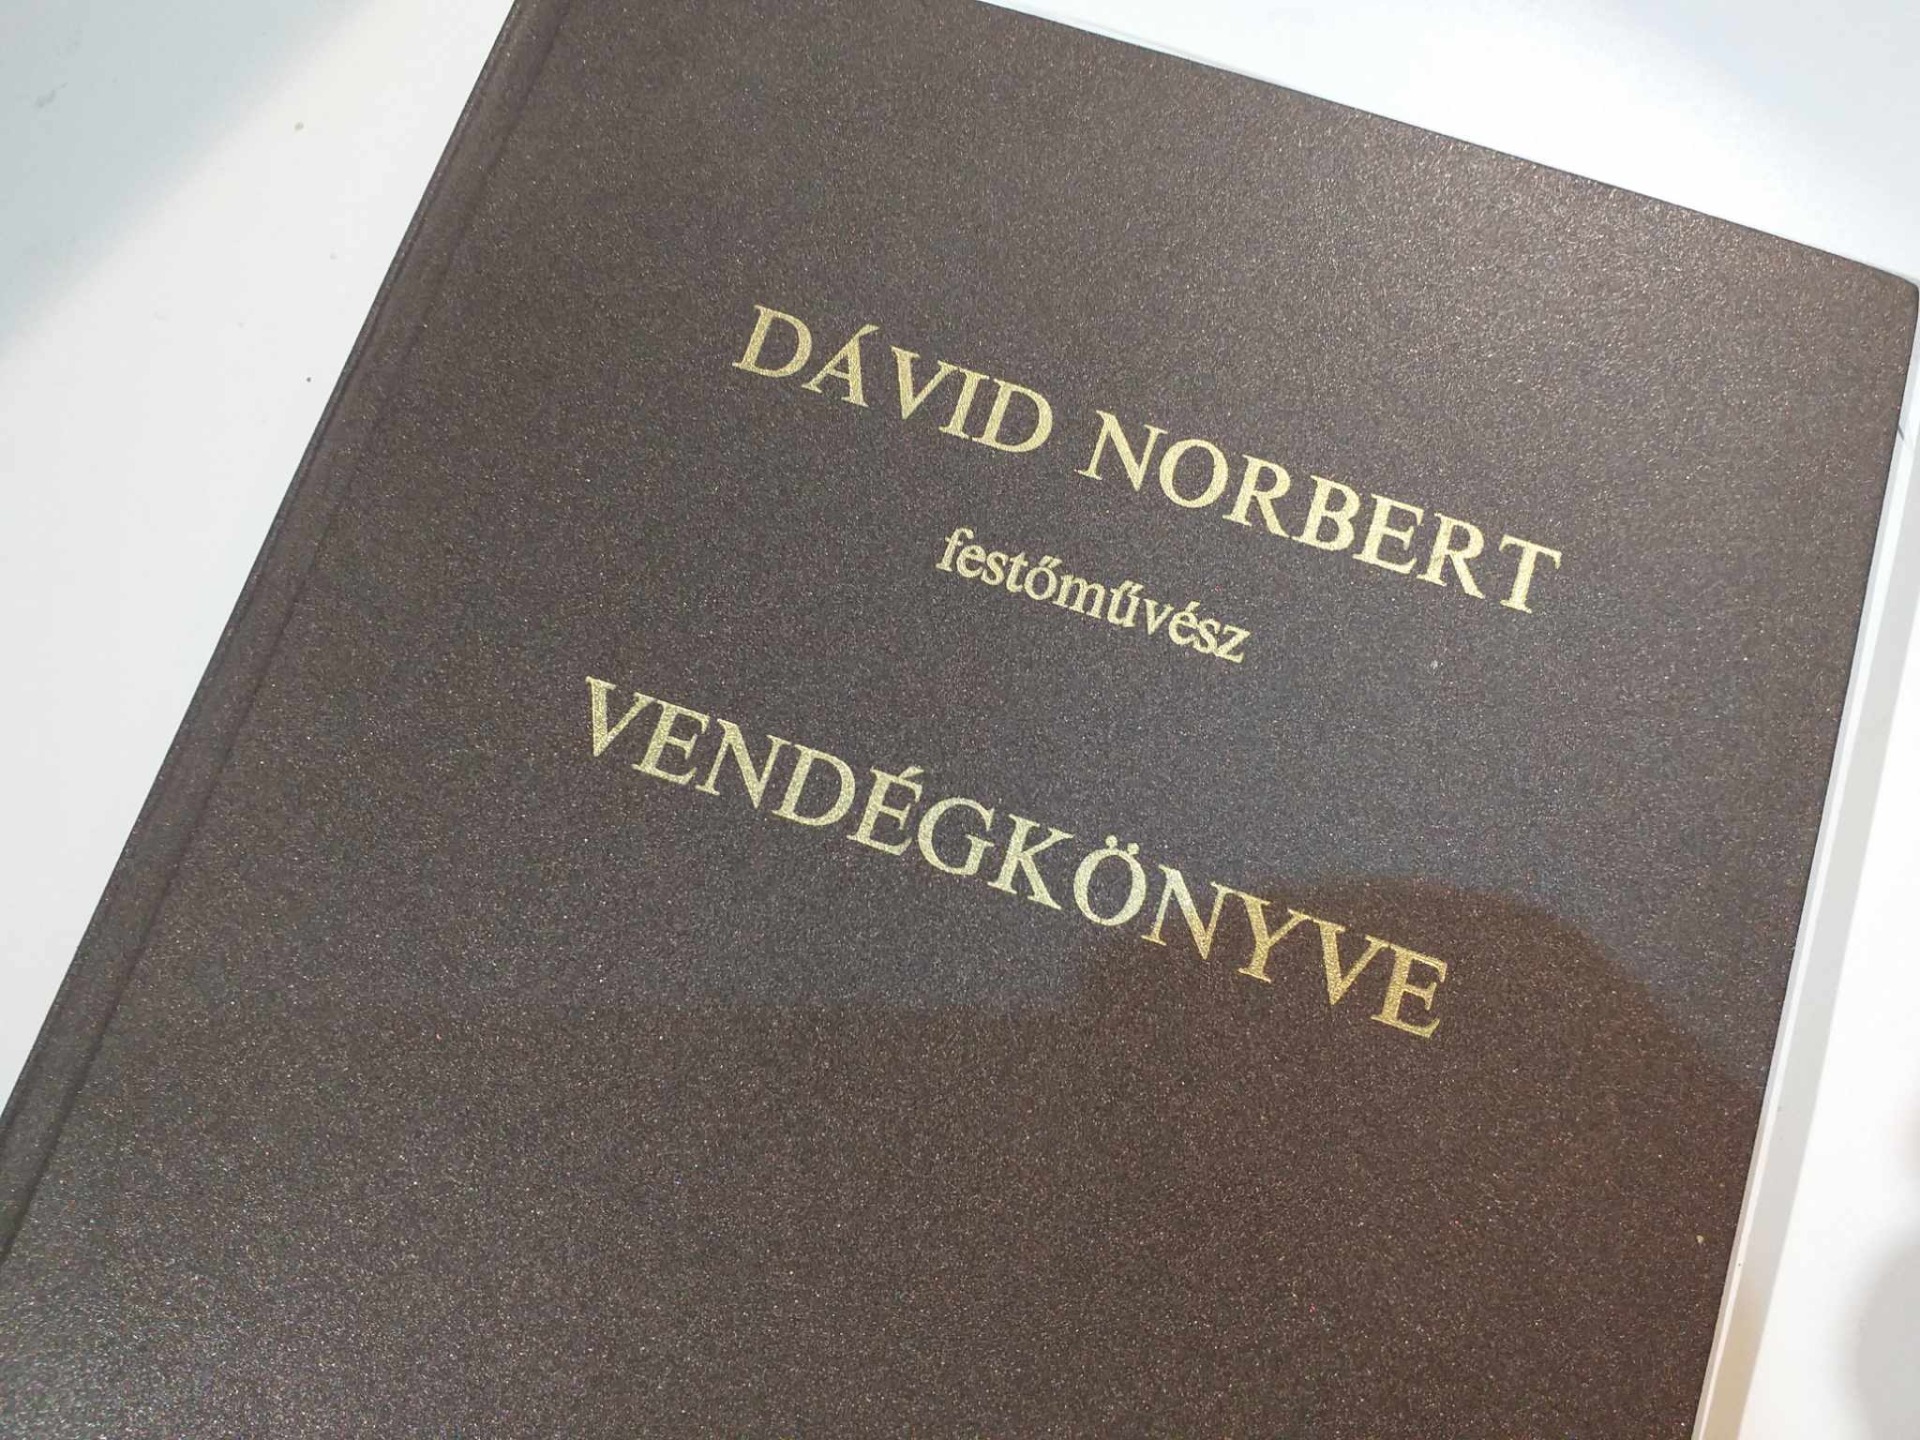 DÁVID NORBERT
festőművész
VENDÉGKÖNYVE